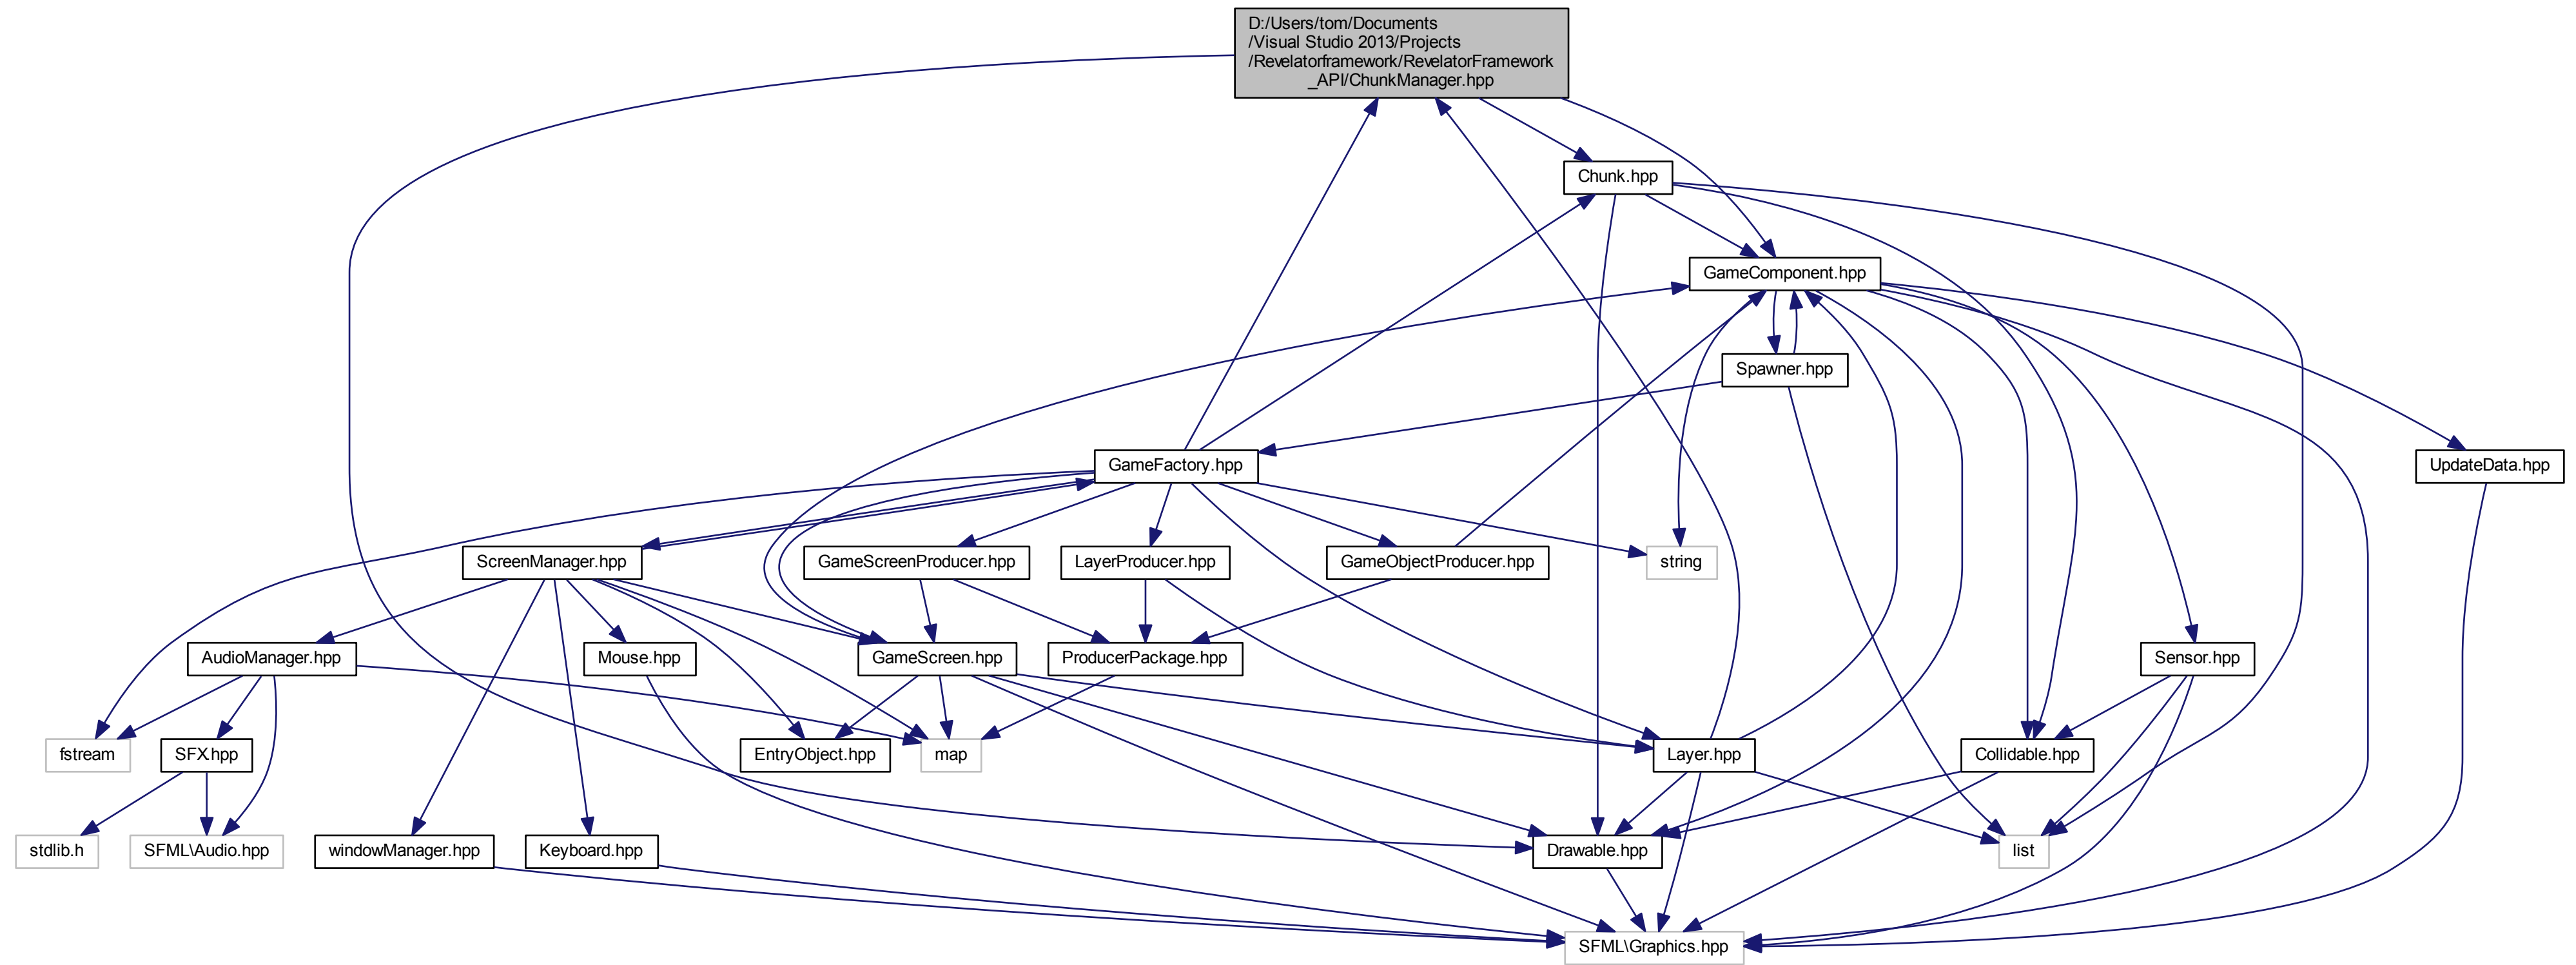 D:/Users/tom/Documents
/Visual Studio 2013/Projects
/Revelatorframework/RevelatorFramework
_API/ChunkManager.hpp
Chunk.hpp
GameComponent.hpp
Spawner.hpp
GameFactory.hpp
UpdateData.hpp
ScreenManager.hpp
GameScreenProducer.hpp
LayerProducer.hpp
GameObjectProducer.hpp
string
AudioManager.hpp
Mouse.hpp
GameScreen.hpp
ProducerPackage.hpp
Sensor.hpp
fstream
SFX.hpp
EntryObject.hpp
map
Layer.hpp
Collidable.hpp
stdlib.h
SFML\Audio.hpp
windowManager.hpp
Keyboard.hpp
Drawable.hpp
list
SFML\Graphics.hpp